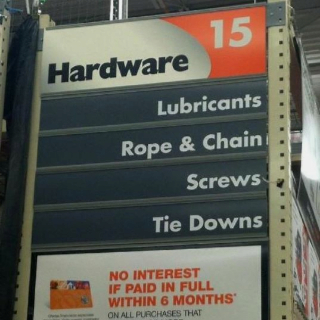 15
Hardware
Lubricants
Rope & Chain
Screws
Tie Downs
NO INTEREST
IF PAID IN FULL
WITHIN 6 MONTHS*
ON ALL PURCHASES THAT